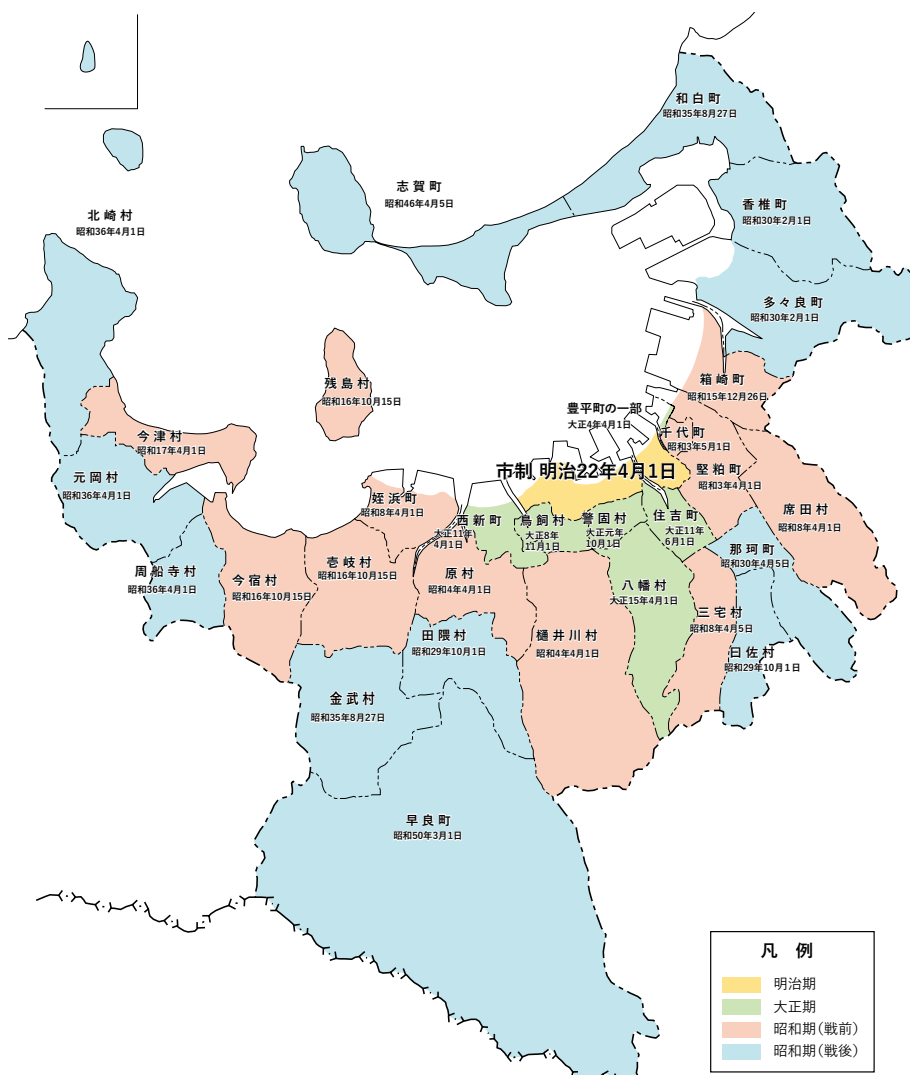 和白町
昭和35年8月27日
志賀町
昭和46年4月5日
香椎町
昭和30年2月1日
北崎村
昭和36年4月1日
多々良町
昭和30年2月1日
残島村
昭和16年10月15日
箱崎町
昭和15年12月26日
豊平町の一部
大正4年4月1日
千代町
昭和3年5月1日
今津村
昭和17年4月1日
市制 明治22年4月1日
堅粕町
昭和3年4月1日
元岡村
昭和36年4月1日
姪浜町
昭和8年4月1日
席田村
昭和8年4月1日
西新町
大正11年
4月1日
鳥飼村
大正8年
11月1日
警固村
大正元年
10月1日
住吉町
大正11年
6月1日
那珂町
昭和30年4月5日
周船寺村
昭和36年4月1日
今宿村
昭和16年10月15日
壱岐村
昭和16年10月15日
原村
昭和4年4月1日
八幡村
大正15年4月1日
三宅村
昭和8年4月5日
田隈村
昭和29年10月1日
樋井川村
昭和4年4月1日
曰佐村
昭和29年10月1日
金武村
昭和35年8月27日
早良町
昭和50年3月1日
凡例
明治期
大正期
昭和期(戦前)
昭和期(戦後)